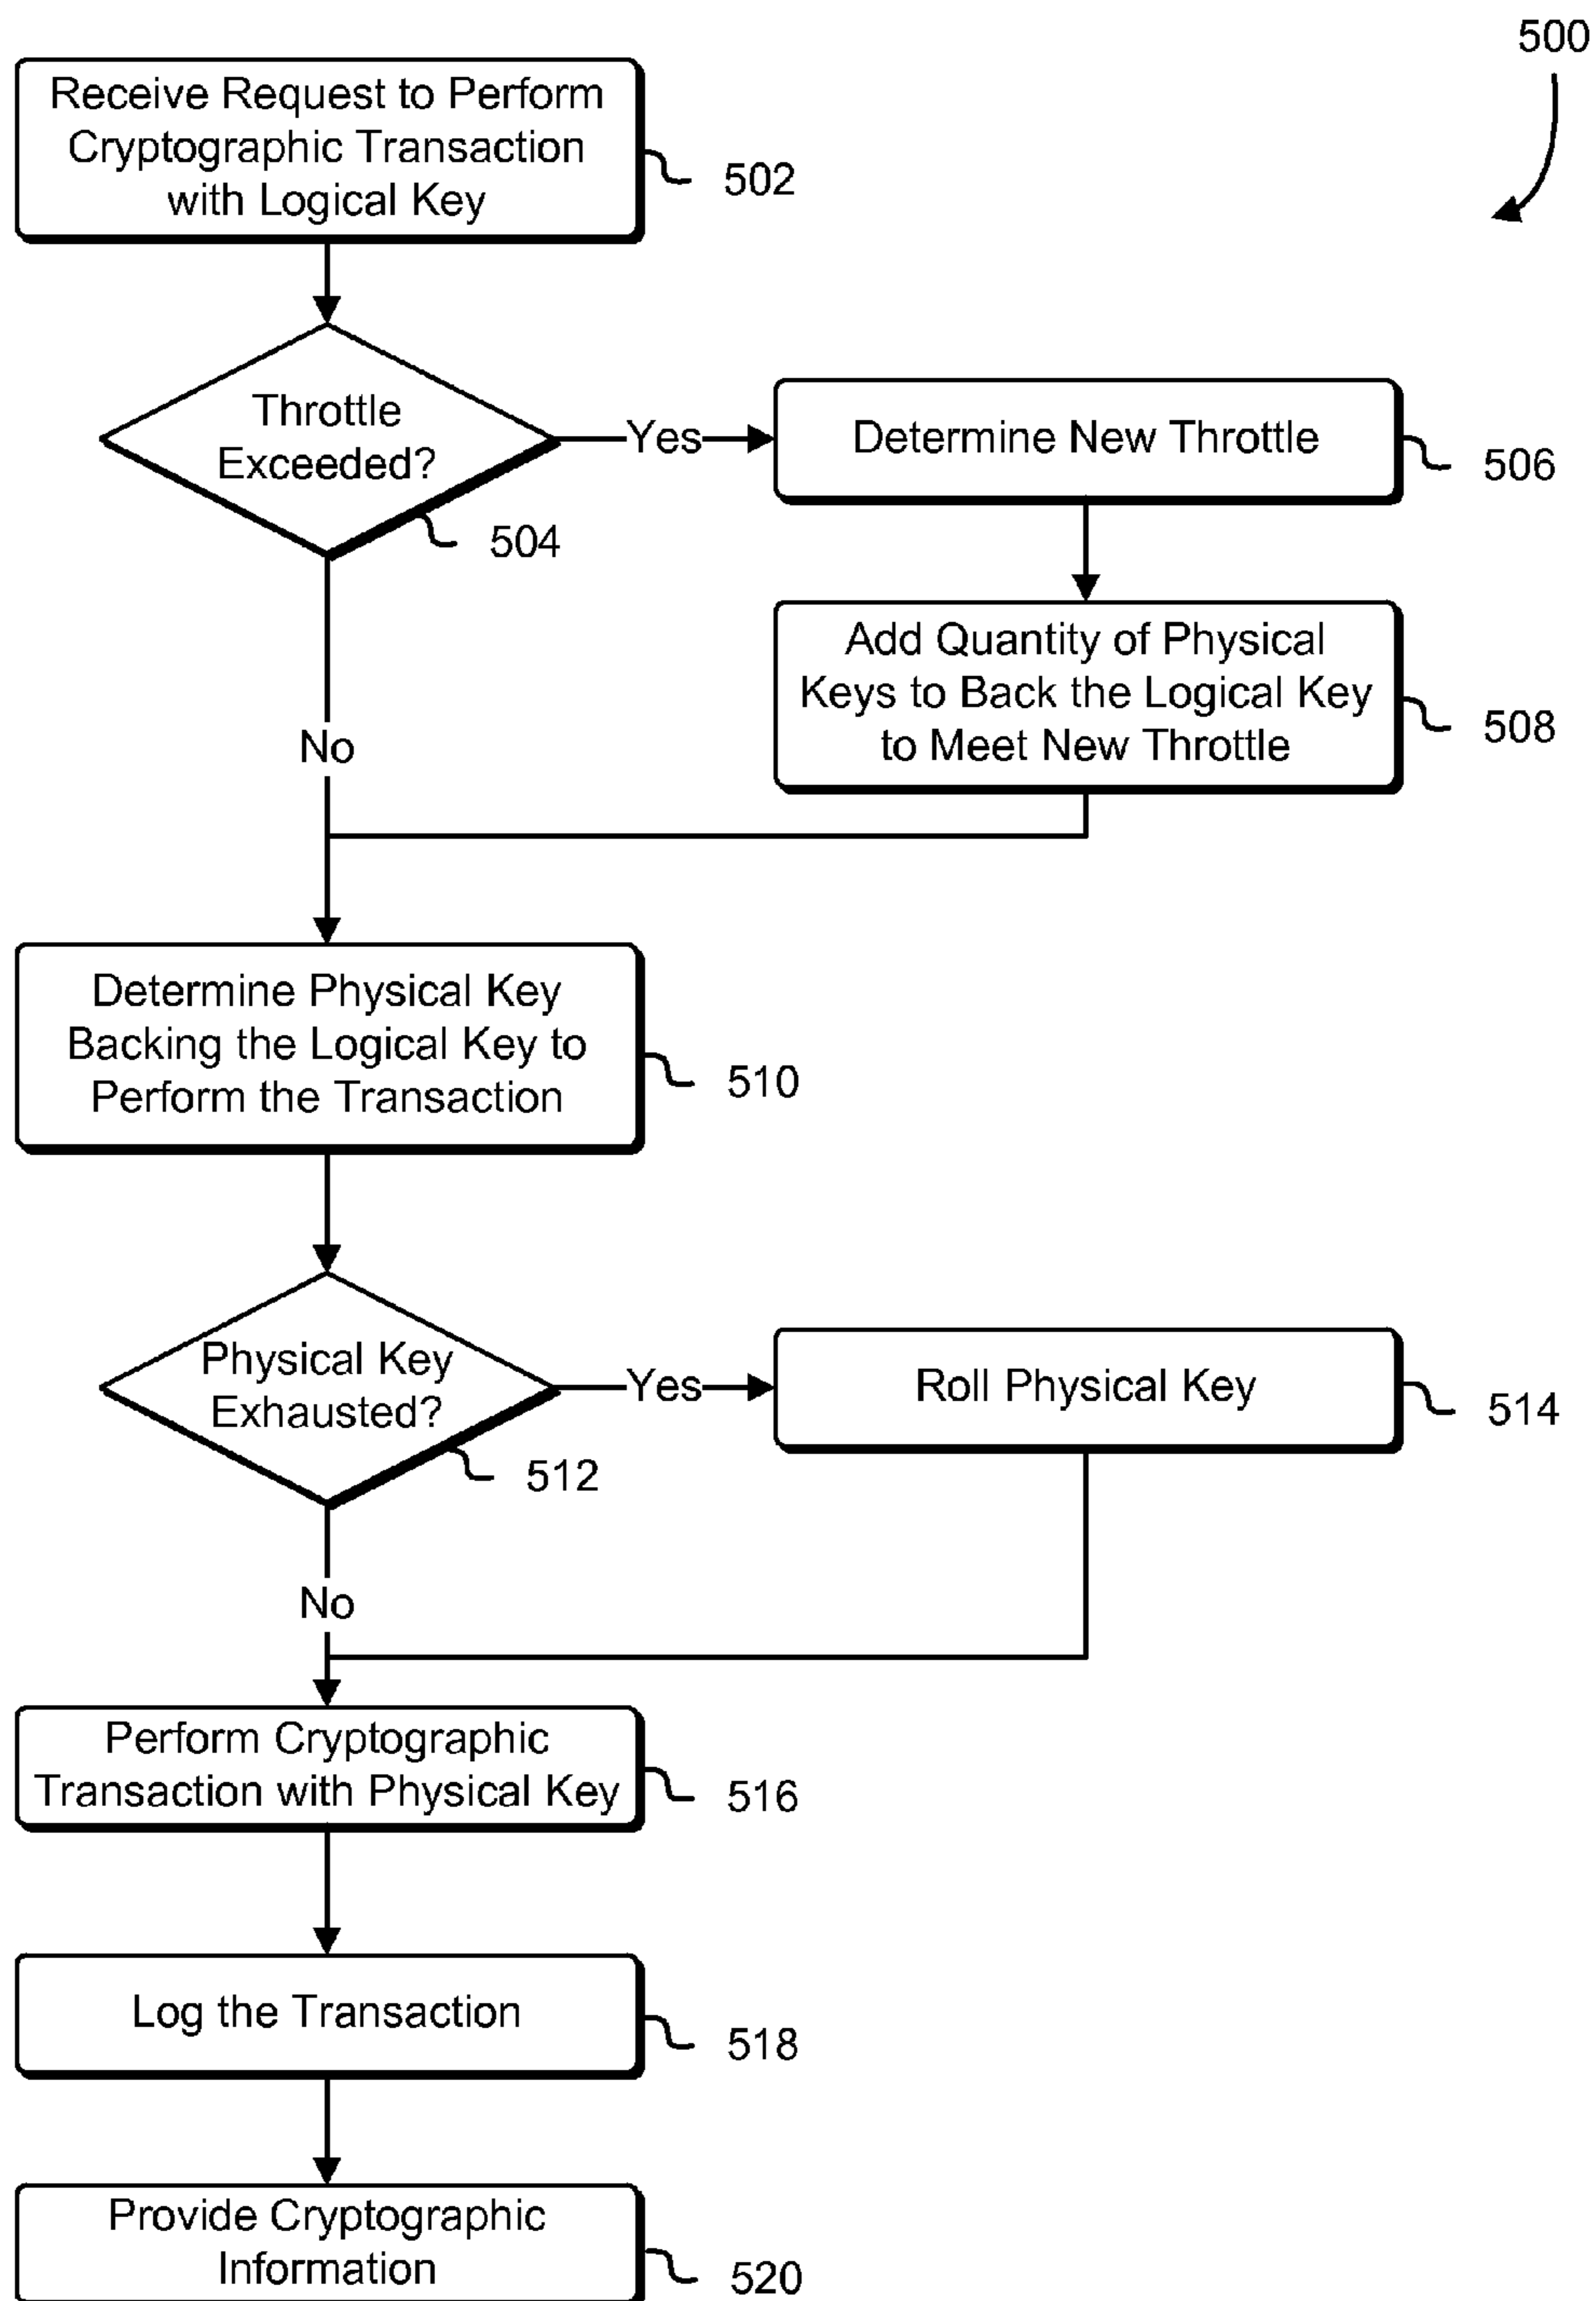 500
Receive Request to Perform
Cryptographic Transaction
with Logical Key
502
Throttle
Exceeded?
504
Yes
Determine New Throttle
506
Add Quantity of Physical
Keys to Back the Logical Key
to Meet New Throttle
508
No
Determine Physical Key
Backing the Logical Key to
Perform the Transaction
510
Physical Key
Exhausted?
512
Yes
Roll Physical Key
514
No
Perform Cryptographic
Transaction with Physical Key
516
Log the Transaction
518
Provide Cryptographic
Information
520